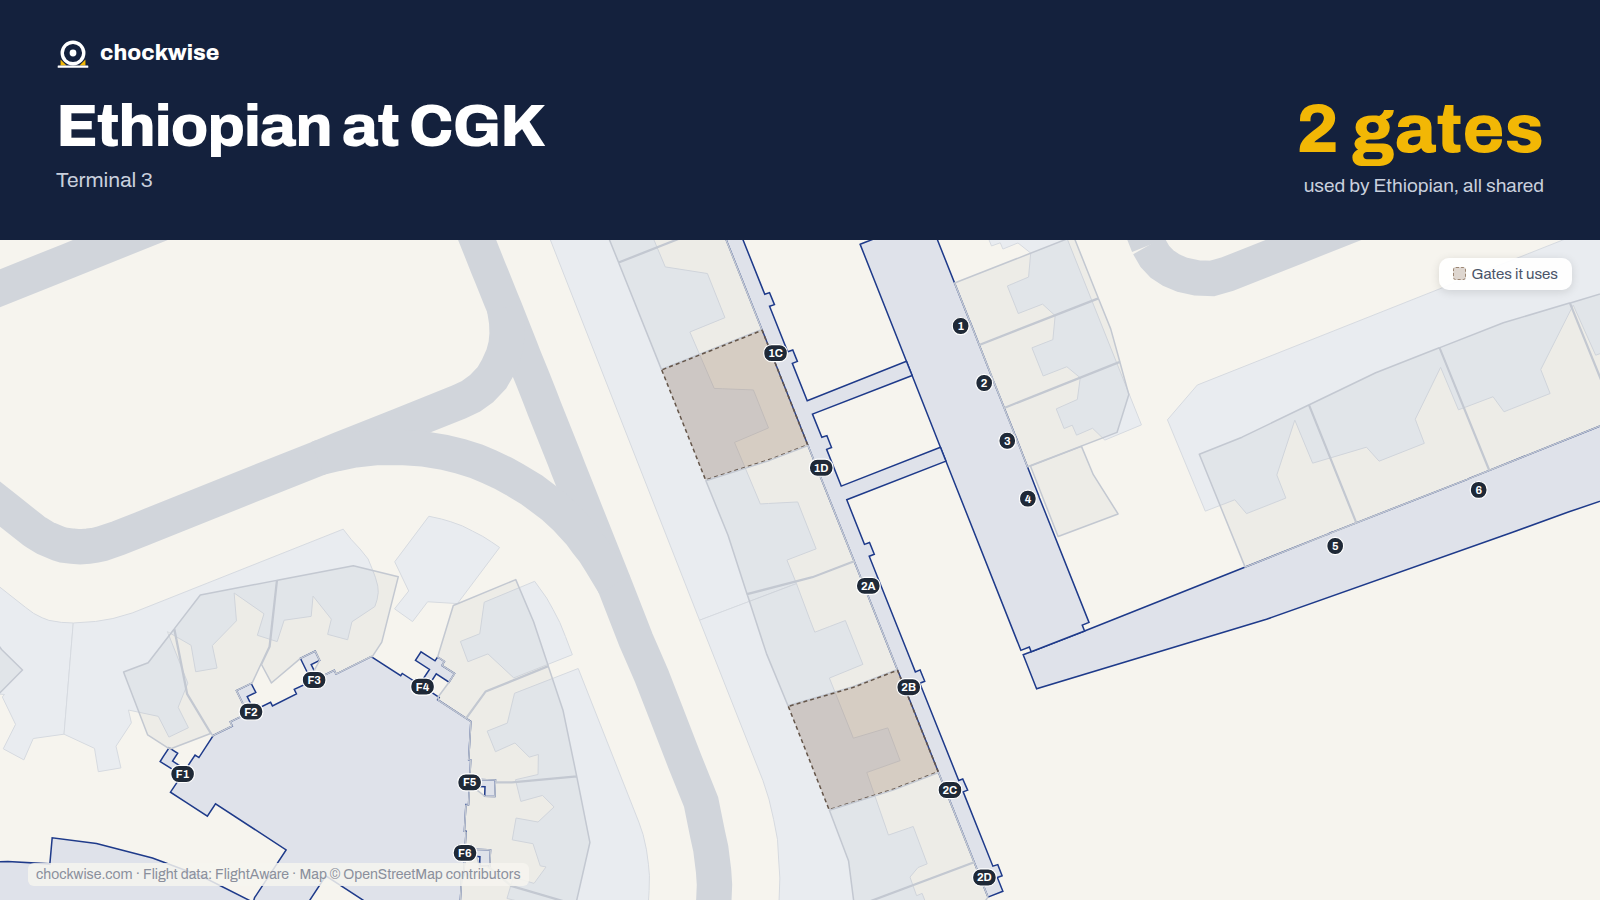 chockwise
Ethiopian at CGK
Terminal 3
2 gates
used by Ethiopian, all shared
Gates it uses
1C
1
2
3
1D
4
6
5
2A
F3
F4
2B
F2
F1
F5
2C
F6
2D
chockwise.com · Flight data: FlightAware · Map © OpenStreetMap contributors